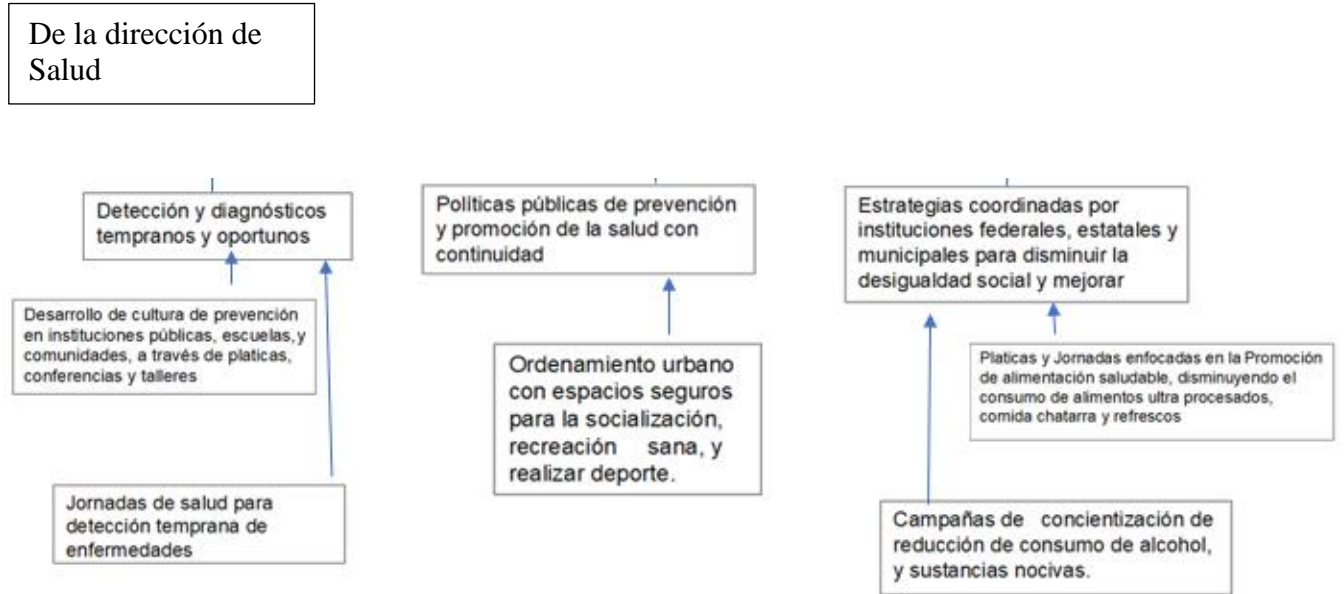 De la dirección de
Salud
Detección y diagnósticos
tempranos y oportunos
Desarrollo de cultura de prevención
en instituciones públicas, escuelas, y
comunidades, a través de platicas,
conferencias y talleres
Jornadas de salud para
detección temprana de
enfermedades
Políticas públicas de prevención
y promoción de la salud con
continuidad
Ordenamiento urbano
con espacios seguros
para la socialización,
recreación sana, y
realizar deporte.
Estrategias coordinadas por
instituciones federales, estatales y
municipales para disminuir la
desigualdad social y mejorar
Platicas y Jornadas enfocadas en la Promoción
de alimentación saludable, disminuyendo el
consumo de alimentos ultra procesados,
comida chatarra y refrescos
Campañas de concientización de
reducción de consumo de alcohol,
y sustancias nocivas.